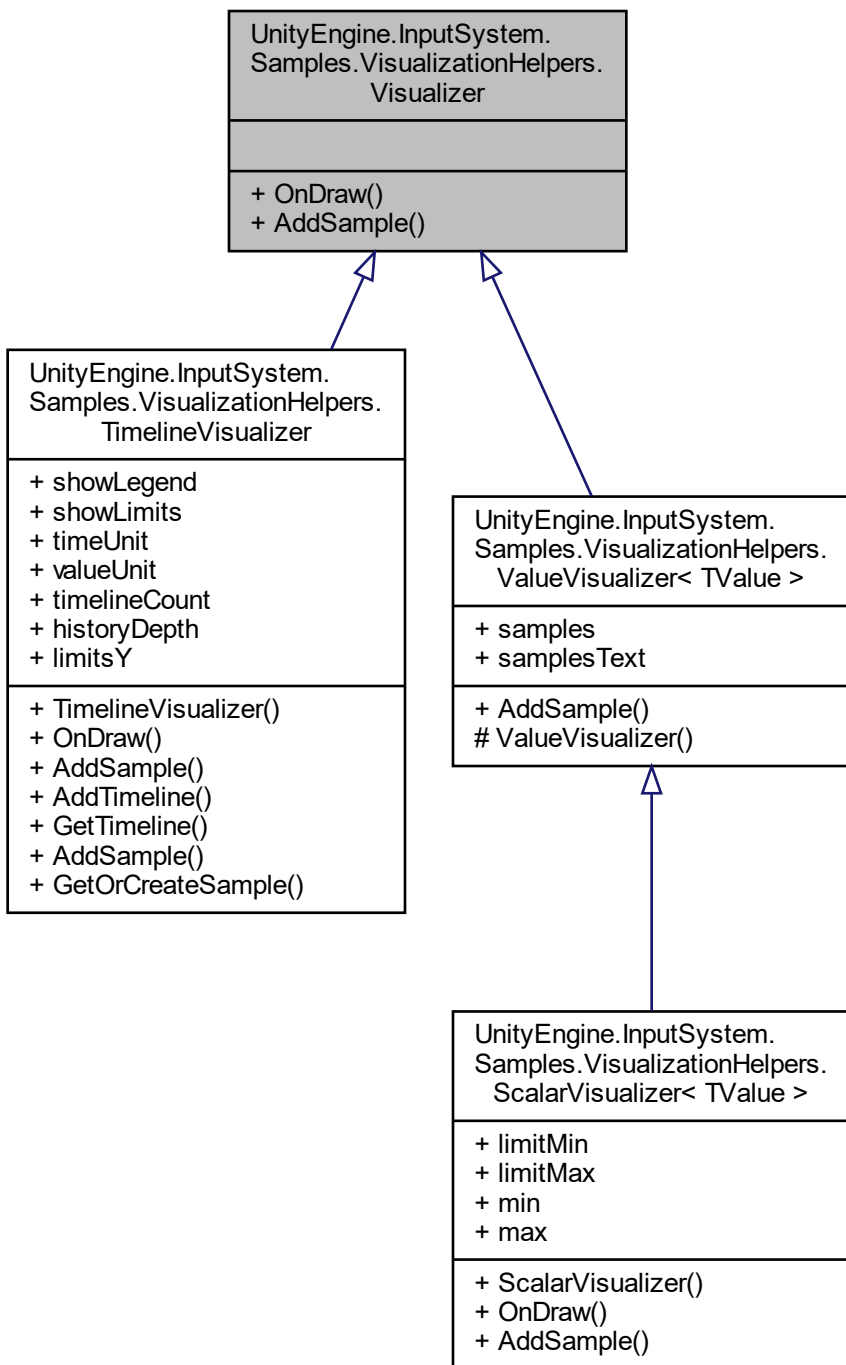 UnityEngine.InputSystem.
Samples.VisualizationHelpers.
Visualizer
+ OnDraw()
+ AddSample()
UnityEngine.InputSystem.
Samples.VisualizationHelpers.
TimelineVisualizer
+ showLegend
+ showLimits
+ timeUnit
+ valueUnit
+ timelineCount
+ historyDepth
+ limitsY
+ TimelineVisualizer()
+ OnDraw()
+ AddSample()
+ AddTimeline()
+ GetTimeline()
+ AddSample()
+ GetOrCreateSample()
UnityEngine.InputSystem.
Samples.VisualizationHelpers.
ValueVisualizer< TValue >
+ samples
+ samplesText
+ AddSample()
# ValueVisualizer()
UnityEngine.InputSystem.
Samples.VisualizationHelpers.
ScalarVisualizer< TValue >
+ limitMin
+ limitMax
+ min
+ max
+ ScalarVisualizer()
+ OnDraw()
+ AddSample()